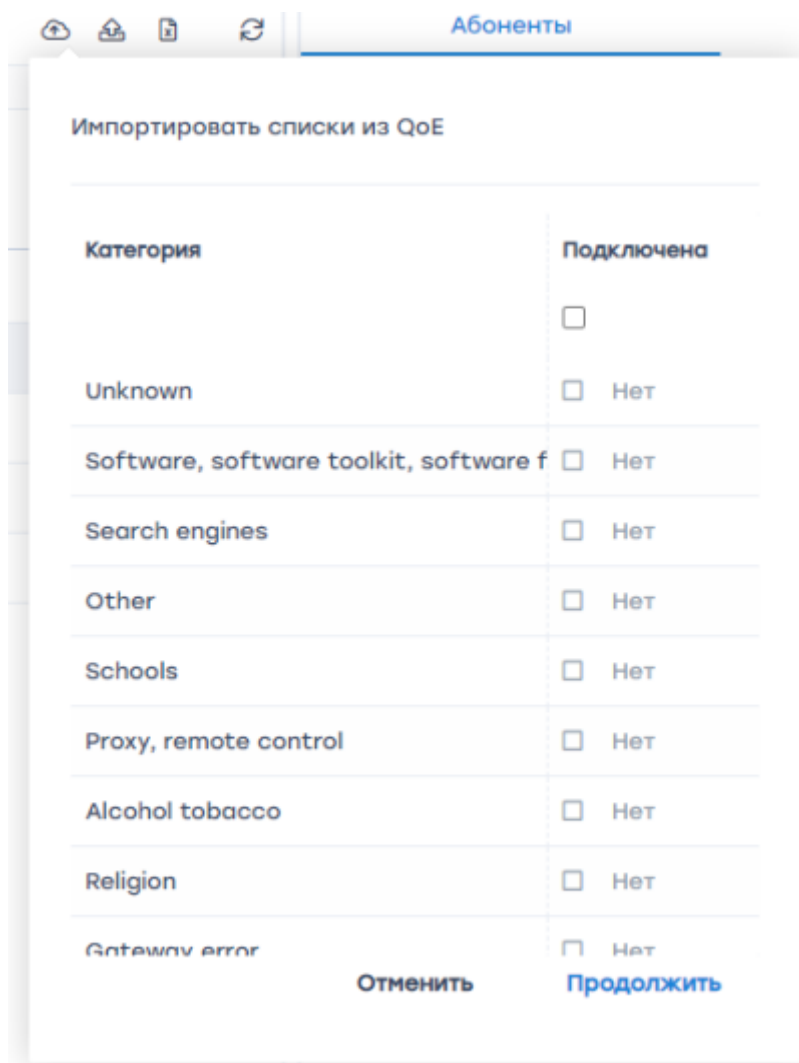 Абоненты
Импортировать списки из QoE
Категория Подключена
Unknown Нет
Software, software toolkit, software f Нет
Search engines Нет
Other Нет
Schools Нет
Proxy, remote control Нет
Alcohol tobacco Нет
Religion Нет
Gateway error Нет
Отменить Продолжить